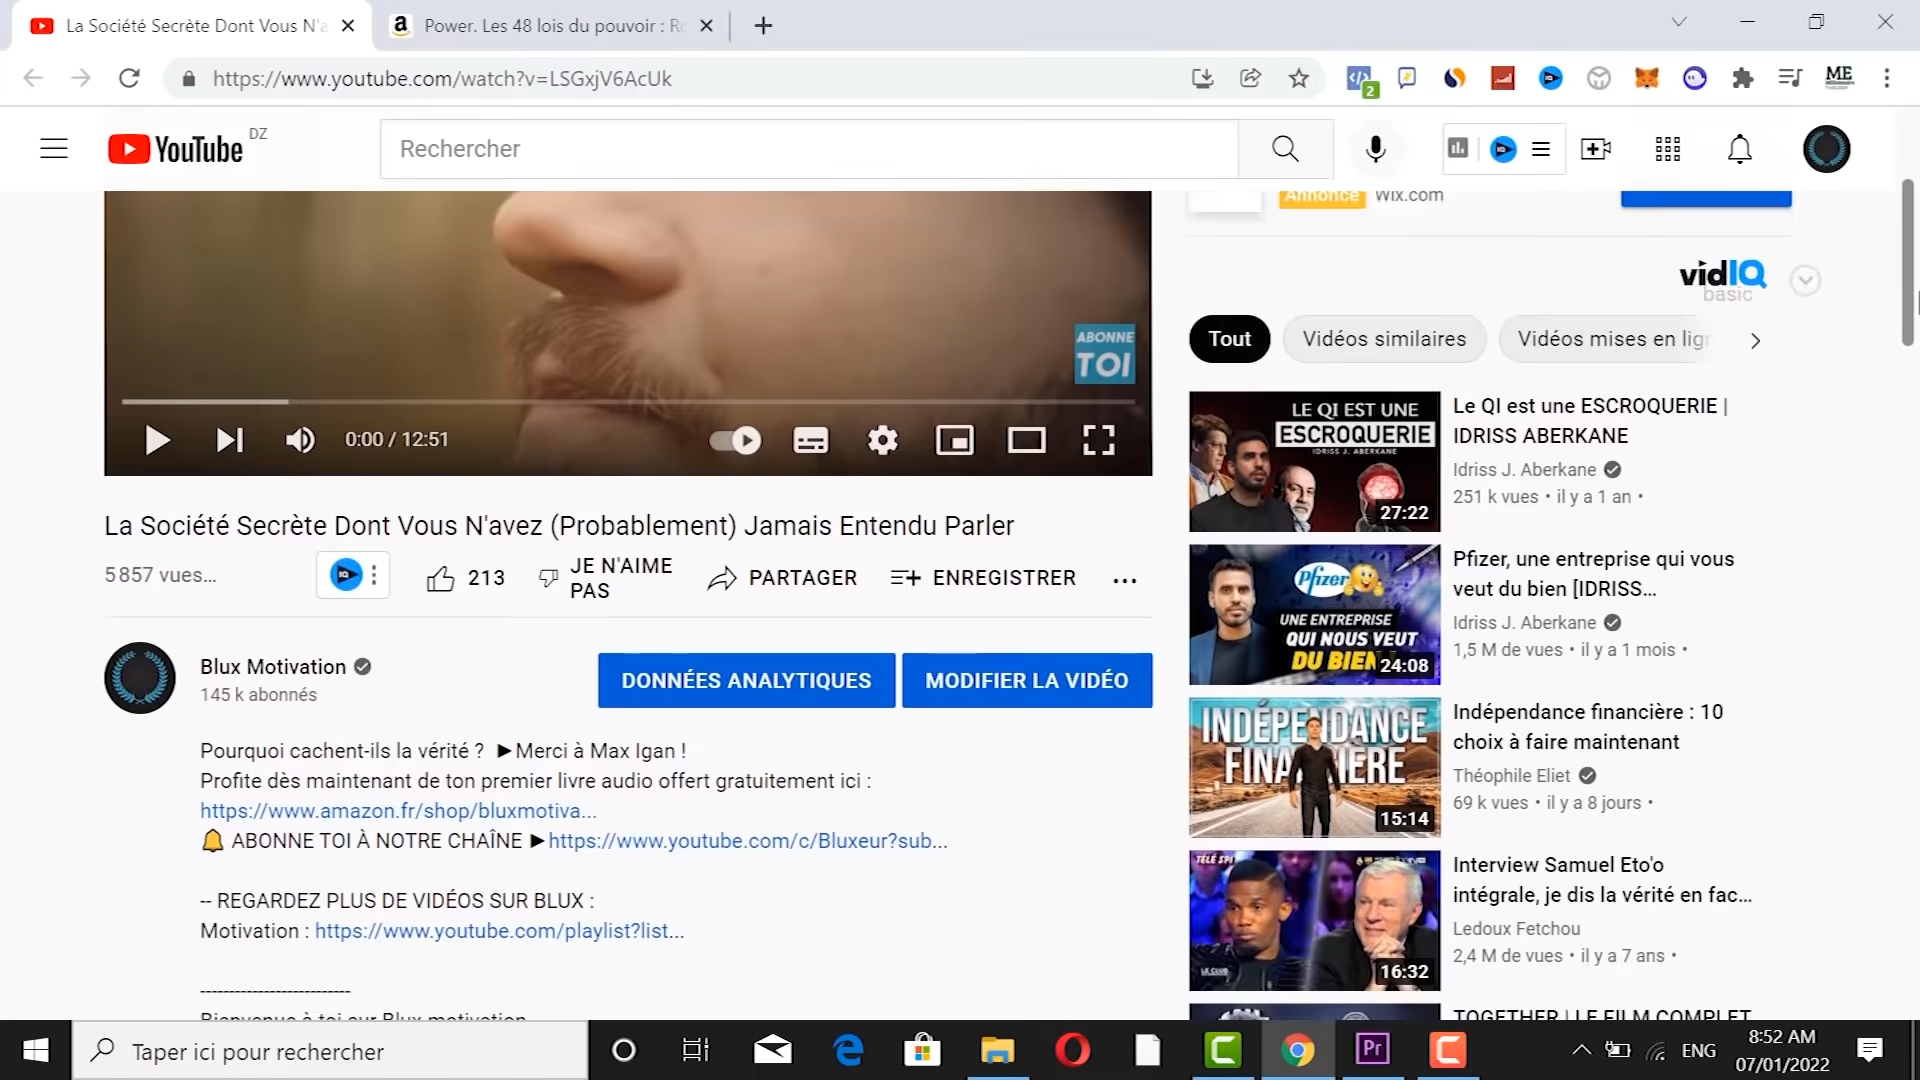 La Société Secrète Dont Vous N'a
Power. Les 48 lois du pouvoir : Ro
https://www.youtube.com/watch?v=LSGxjV6AcUk
2
ME
YouTube DZ
Rechercher
Annonce Wix.com
vidIQ
basic
Tout
Vidéos similaires
Vidéos mises en lign
ABONNE
TOI
0:00 / 12:51
La Société Secrète Dont Vous N'avez (Probablement) Jamais Entendu Parler
5 857 vues...
IQ
213
JE N'AIME
PAS
PARTAGER
ENREGISTRER
Blux Motivation
145 k abonnés
DONNÉES ANALYTIQUES
MODIFIER LA VIDÉO
Pourquoi cachent-ils la vérité ? ►Merci à Max Igan !
Profite dès maintenant de ton premier livre audio offert gratuitement ici :
https://www.amazon.fr/shop/bluxmotiva...
🔔 ABONNE TOI À NOTRE CHAÎNE ►https://www.youtube.com/c/Bluxeur?sub...
-- REGARDEZ PLUS DE VIDÉOS SUR BLUX :
Motivation : https://www.youtube.com/playlist?list...
--------------------------
Bienvenue à toi sur Blux motivation
LE QI EST UNE
ESCROQUERIE
IDRISS J. ABERKANE
27:22
Le QI est une ESCROQUERIE |
IDRISS ABERKANE
Idriss J. Aberkane
251 k vues • il y a 1 an •
Pfizer
UNE ENTREPRISE
QUI NOUS VEUT
DU BIEN
24:08
Pfizer, une entreprise qui vous
veut du bien [IDRISS...
Idriss J. Aberkane
1,5 M de vues • il y a 1 mois •
INDÉPENDANCE
FINANCIÈRE
15:14
Indépendance financière : 10
choix à faire maintenant
Théophile Eliet
69 k vues • il y a 8 jours •
TÉLÉ
LE CLUB
16:32
Interview Samuel Eto'o
intégrale, je dis la vérité en fac...
Ledoux Fetchou
2,4 M de vues • il y a 7 ans •
TOGETHER | LE FILM COMPLET
Taper ici pour rechercher
Pr
ENG
8:52 AM
07/01/2022